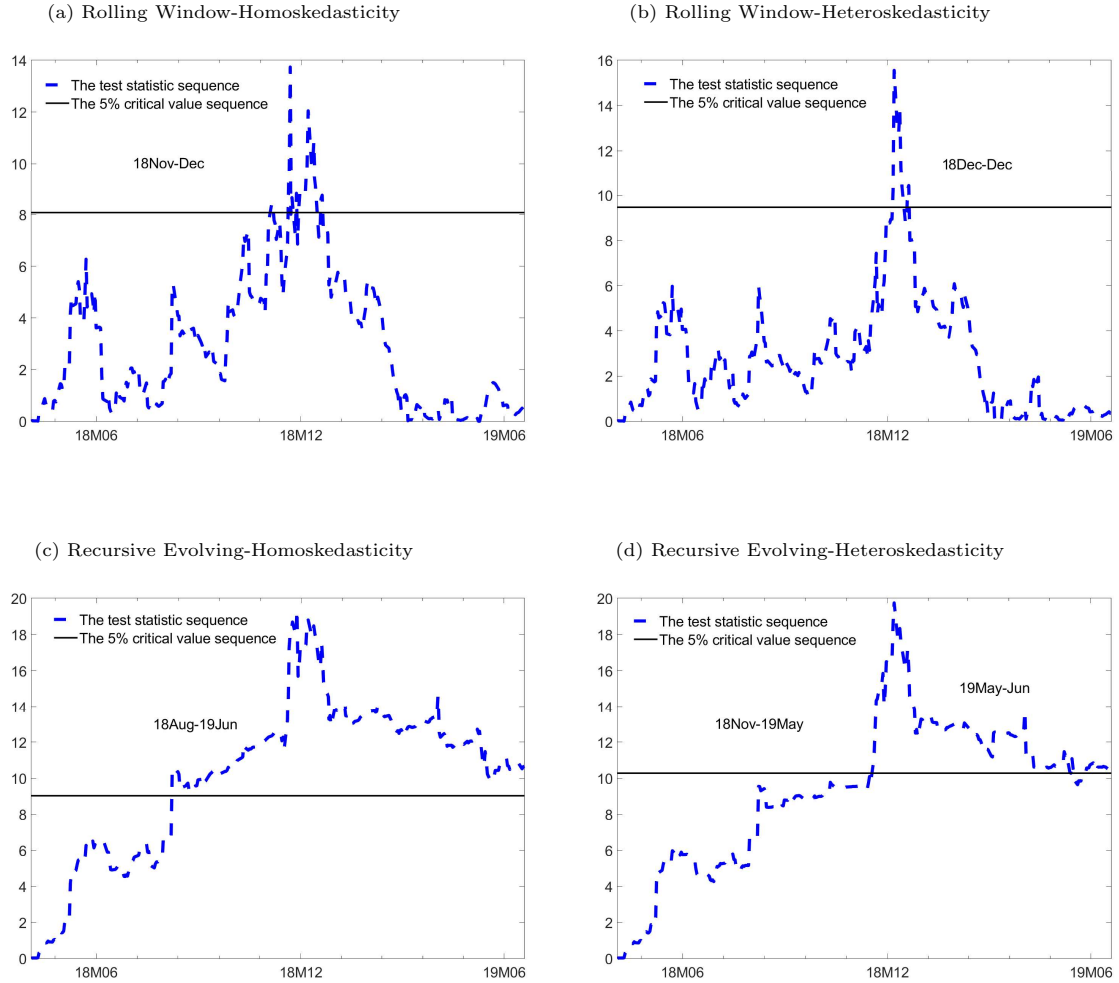 (a) Rolling Window-Homoskedasticity
14
12
10
8
6
4
2
0
The test statistic sequence
The 5% critical value sequence
18Nov-Dec
18M06
18M12
19M06
(b) Rolling Window-Heteroskedasticity
16
14
12
10
8
6
4
2
0
The test statistic sequence
The 5% critical value sequence
18Dec-Dec
18M06
18M12
19M06
(c) Recursive Evolving-Homoskedasticity
20
18
16
14
12
10
8
6
4
2
0
The test statistic sequence
The 5% critical value sequence
18Aug-19Jun
18M06
18M12
19M06
(d) Recursive Evolving-Heteroskedasticity
20
18
16
14
12
10
8
6
4
2
0
The test statistic sequence
The 5% critical value sequence
19May-Jun
18Nov-19May
18M06
18M12
19M06